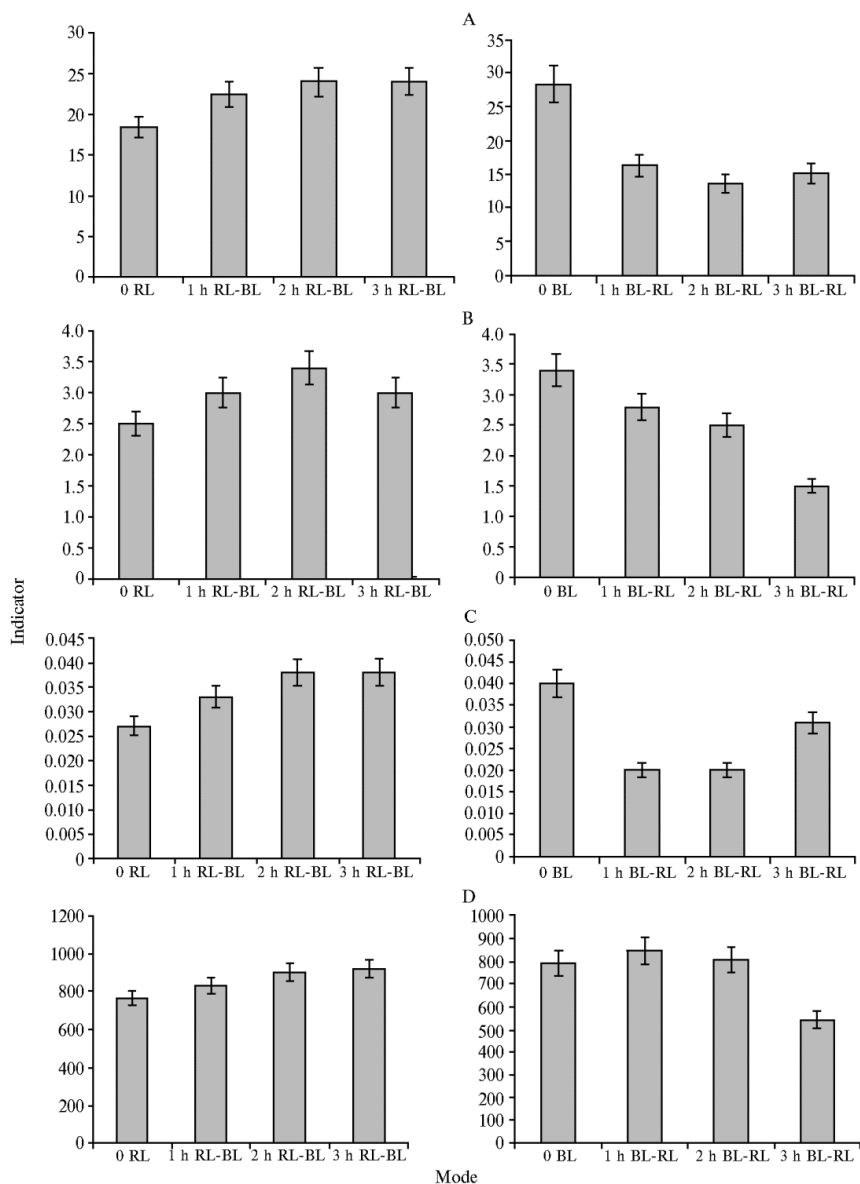 A
25
20
15
10
5
0
30
0 RL
1 h RL-BL
2 h RL-BL
3 h RL-BL
35
30
25
20
15
10
5
0
0 BL
1 h BL-RL
2 h BL-RL
3 h BL-RL
B
4.0
3.5
3.0
2.5
2.0
1.5
1.0
0.5
0
0 RL
1 h RL-BL
2 h RL-BL
3 h RL-BL
4.0
3.5
3.0
2.5
2.0
1.5
1.0
0.5
0
0 BL
1 h BL-RL
2 h BL-RL
3 h BL-RL
Indicator
C
0.045
0.040
0.035
0.030
0.025
0.020
0.015
0.010
0.005
0
0 RL
1 h RL-BL
2 h RL-BL
3 h RL-BL
0.050
0.045
0.040
0.035
0.030
0.025
0.020
0.015
0.010
0.005
0
0 BL
1 h BL-RL
2 h BL-RL
3 h BL-RL
D
1200
1000
800
600
400
200
0
0 RL
1 h RL-BL
2 h RL-BL
3 h RL-BL
1000
900
800
700
600
500
400
300
200
100
0
0 BL
1 h BL-RL
2 h BL-RL
3 h BL-RL
Mode